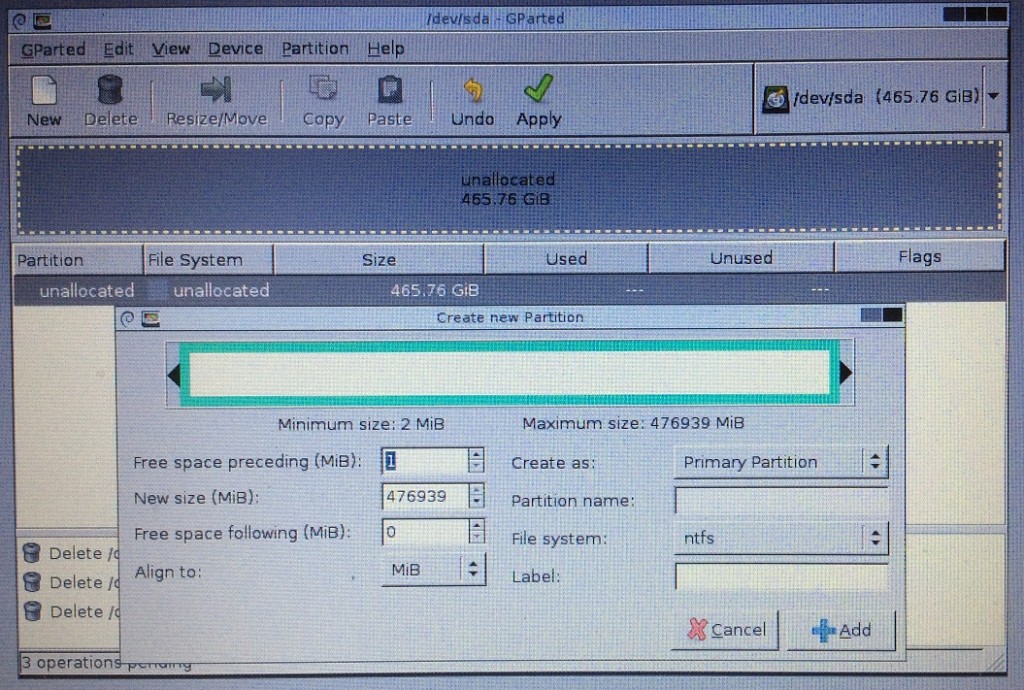 /dev/sda - GParted
GParted Edit View Device Partition Help
New Delete Resize/Move Copy Paste Undo Apply
/dev/sda (465.76 GiB)
unallocated
465.76 GiB
Partition File System Size Used Unused Flags
unallocated unallocated 465.76 GiB --- ---
Create new Partition
Minimum size: 2 MiB Maximum size: 476939 MiB
Free space preceding (MiB): 1 Create as: Primary Partition
New size (MiB): 476939 Partition name:
Free space following (MiB): 0 File system: ntfs
Align to: MiB Label:
Cancel Add
Delete /
Delete /
Delete /
3 operations pending